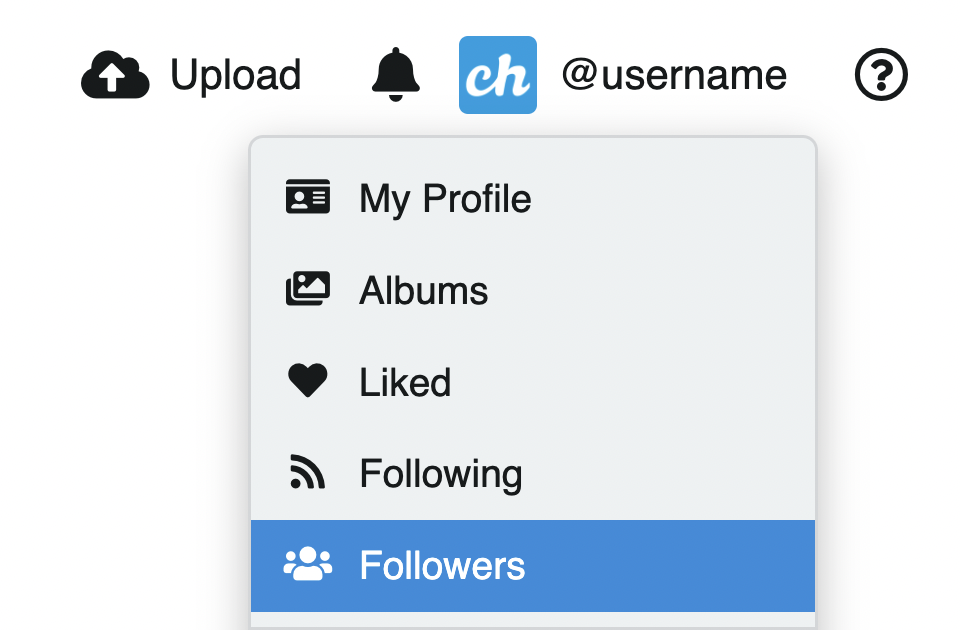 Upload ch @username ?
My Profile
Albums
Liked
Following
Followers